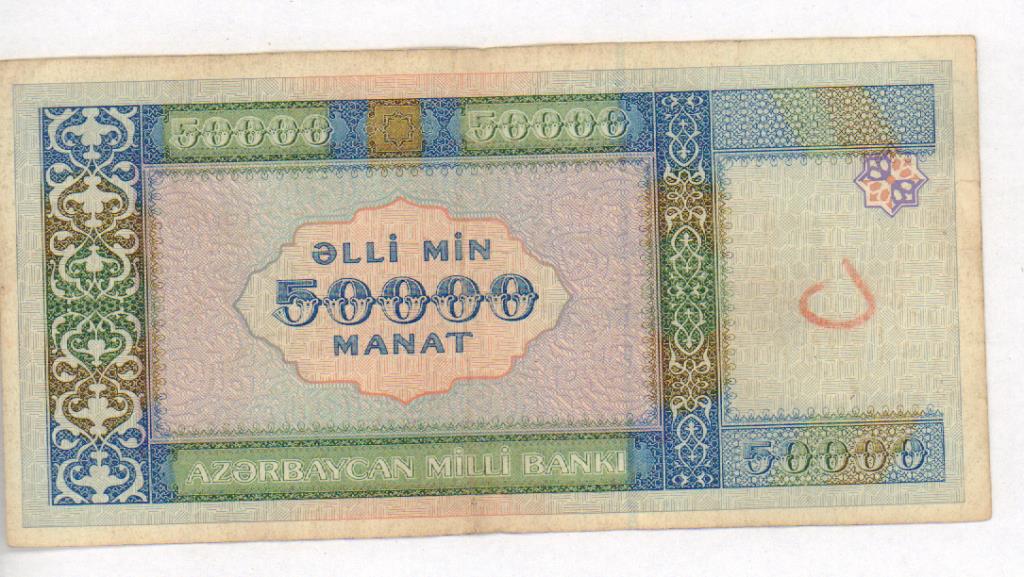 50000 50000
ƏLLİ MİN
50000
MANAT
AZƏRBAYCAN MİLLİ BANKI
50000